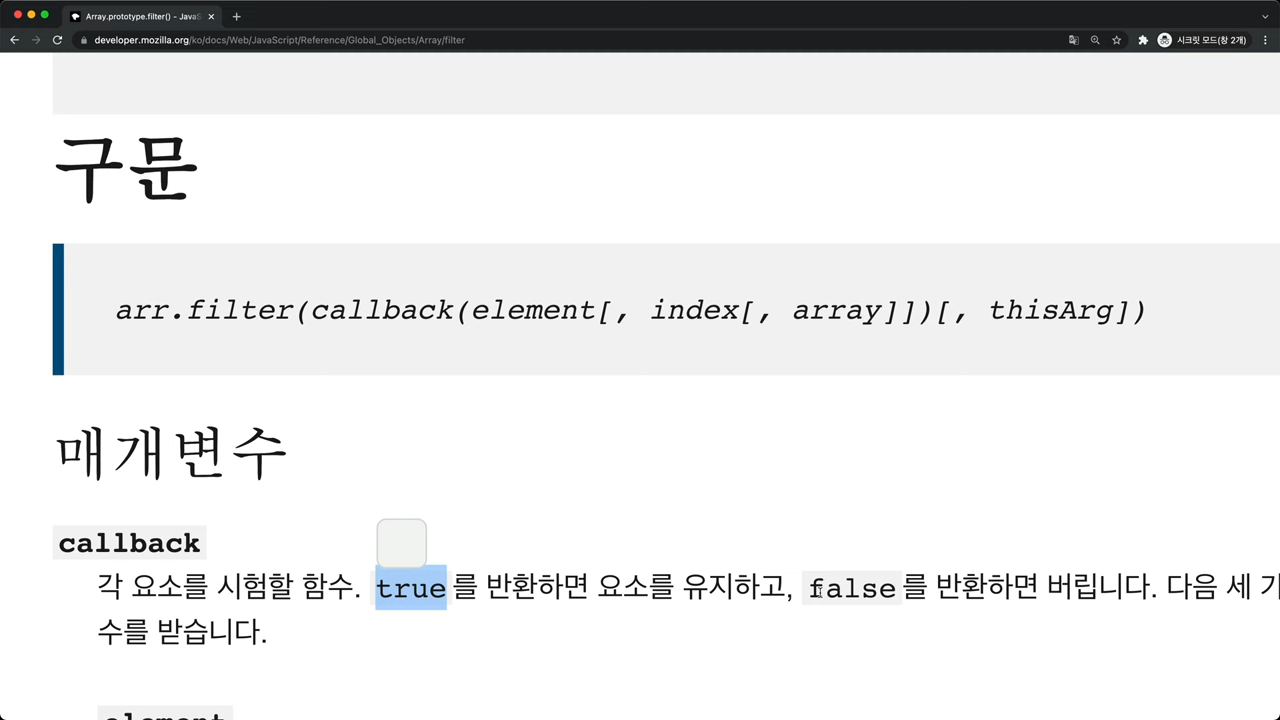 Array.prototype.filter() - JavaS
developer.mozilla.org/ko/docs/Web/JavaScript/Reference/Global_Objects/Array/filter
시크릿 모드(창 2개)
구문
arr.filter(callback(element[, index[, array]])[, thisArg])
매개변수
callback
각 요소를 시험할 함수. true를 반환하면 요소를 유지하고, false를 반환하면 버립니다. 다음 세 가
수를 받습니다.
element